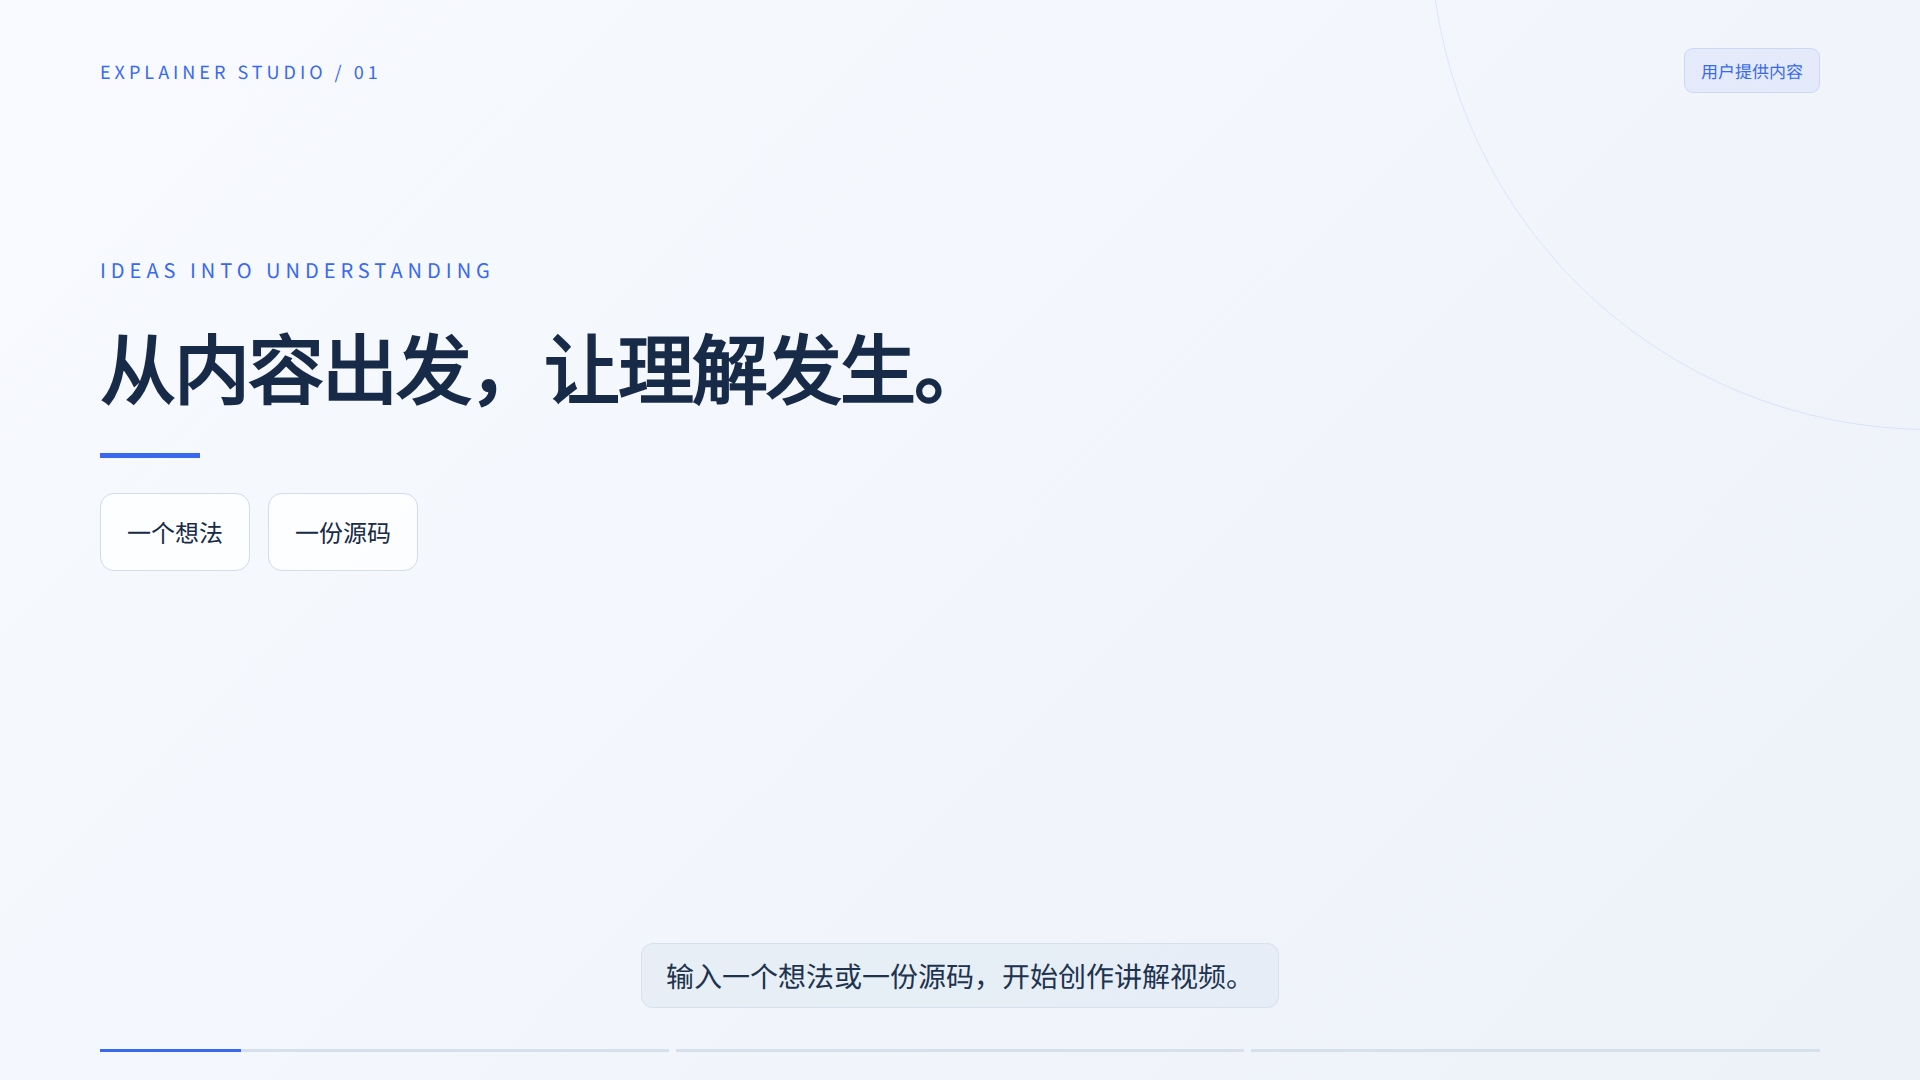 EXPLAINER STUDIO / 01
用户提供内容
IDEAS INTO UNDERSTANDING
从内容出发，让理解发生。
一个想法
一份源码
输入一个想法或一份源码，开始创作讲解视频。